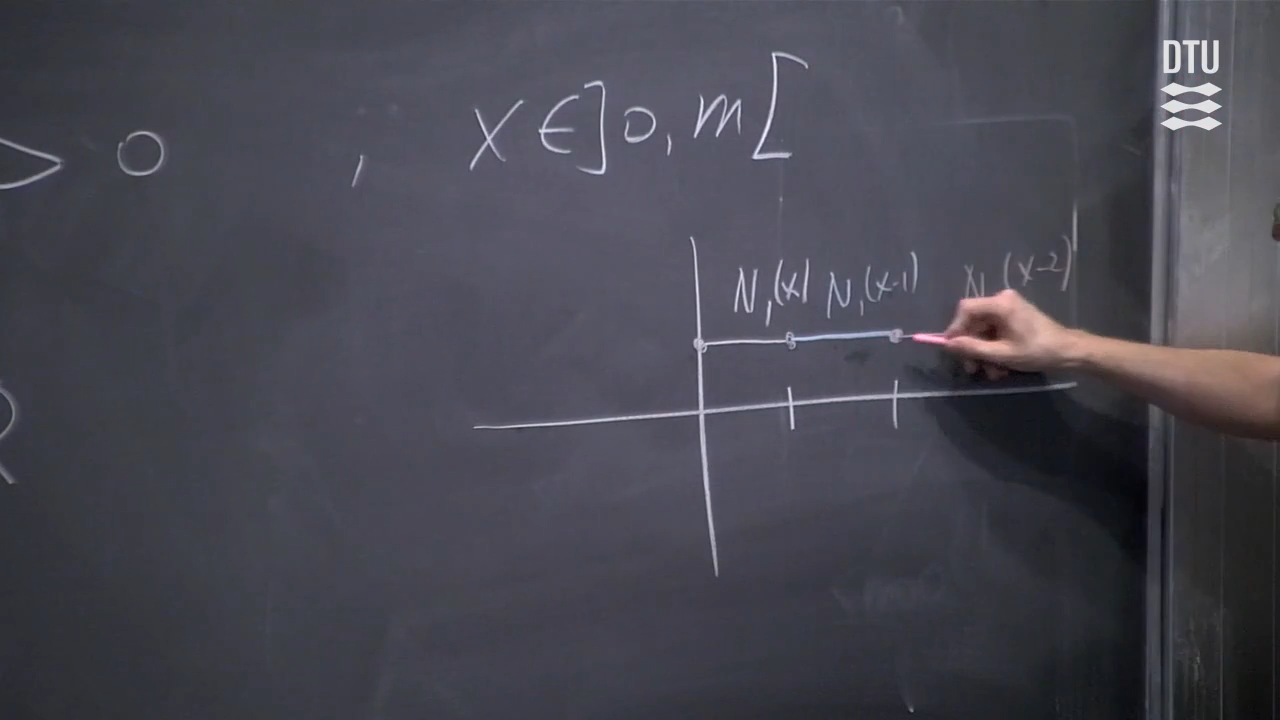 DTU
> 0 , x ∈ ]0, m[
N₁(x) N₁(x-1) N₁(x-2)